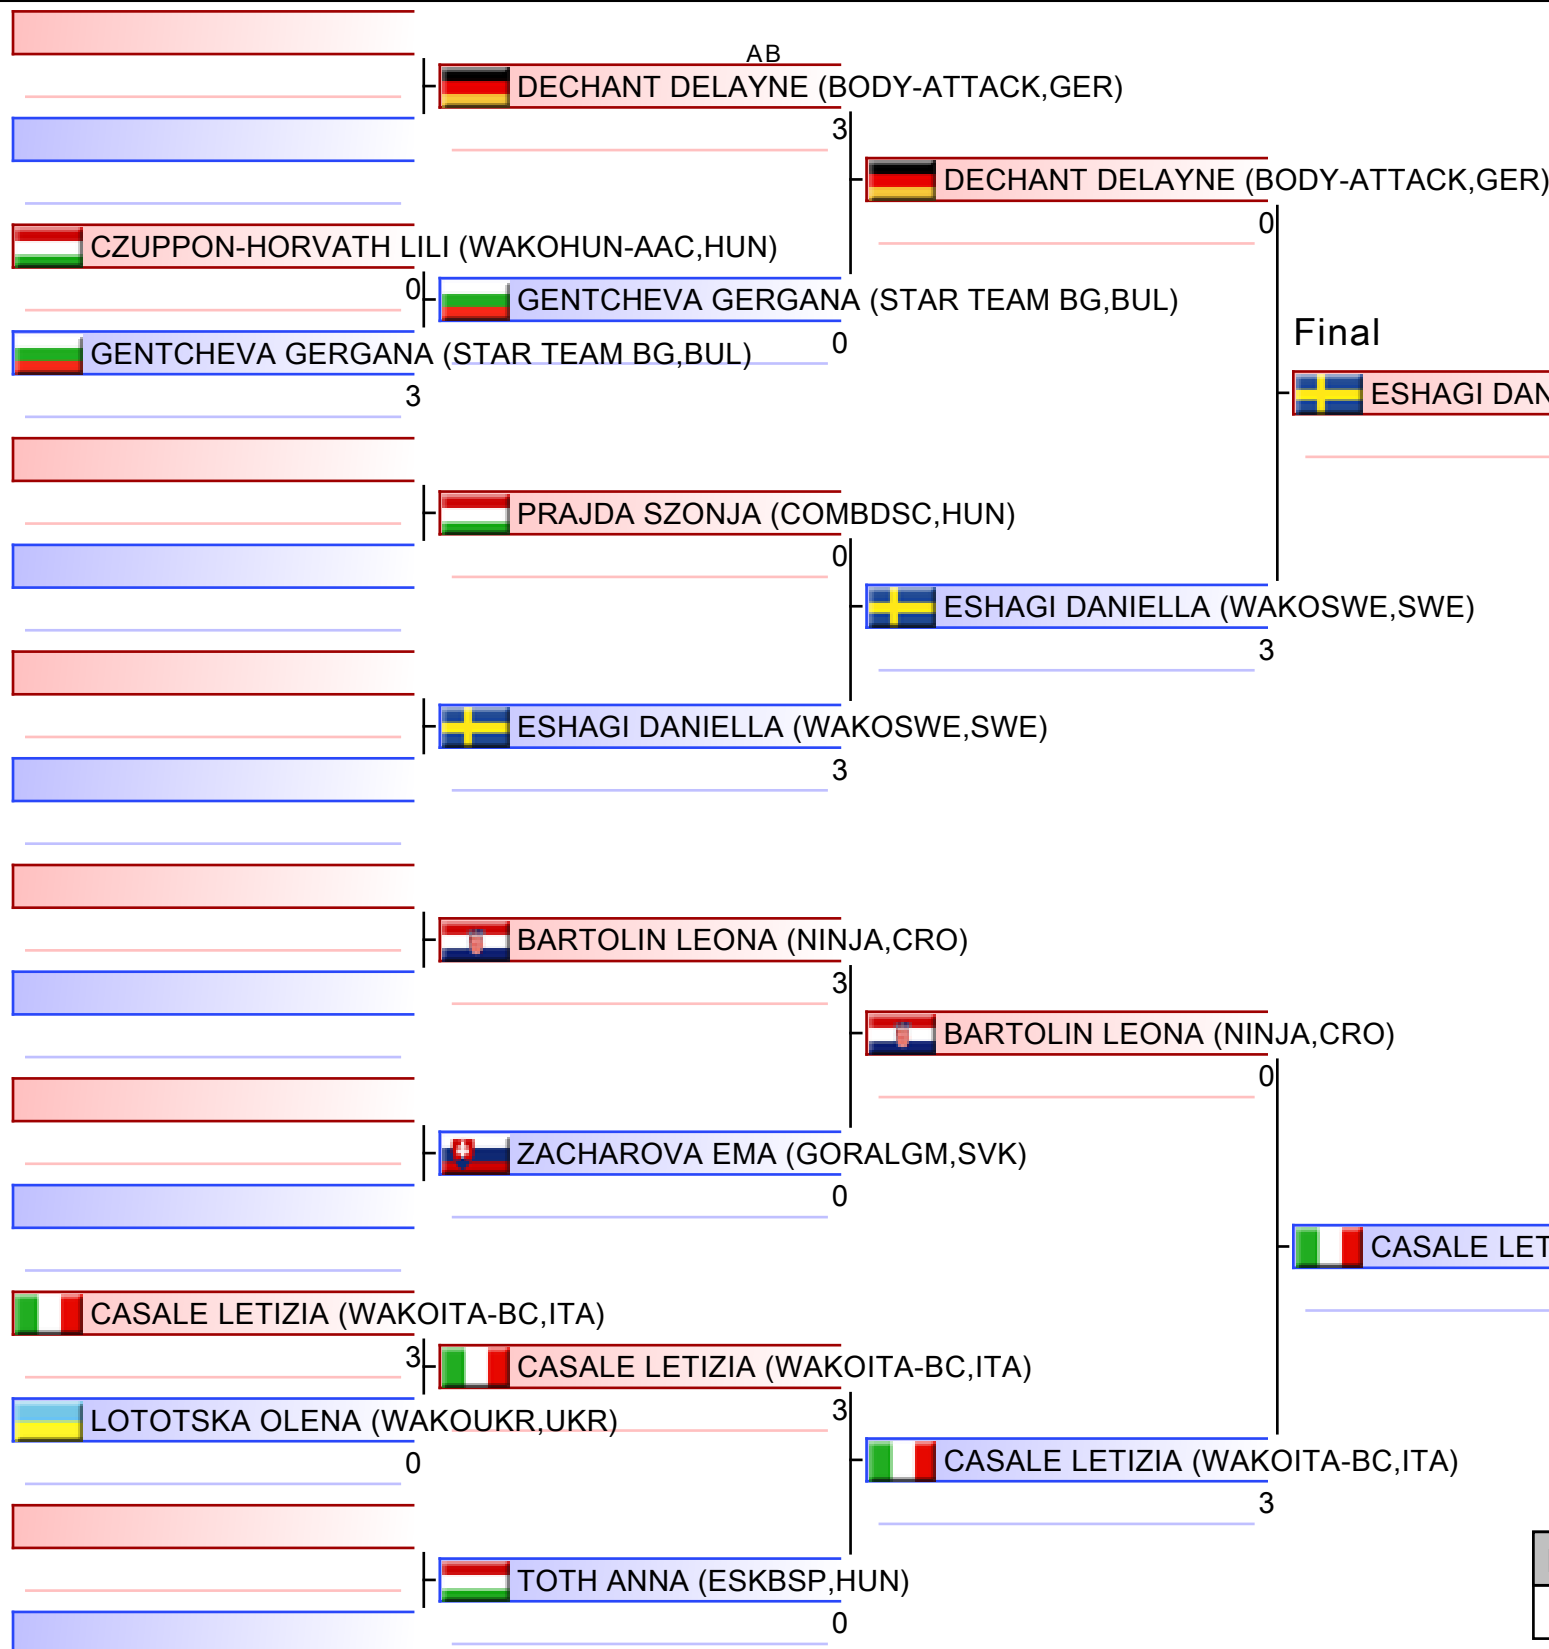 AB
DECHANT DELAYNE (BODY-ATTACK,GER)
3
DECHANT DELAYNE (BODY-ATTACK,GER)
0
CZUPPON-HORVATH LILI (WAKOHUN-AAC,HUN)
0
GENTCHEVA GERGANA (STAR TEAM BG,BUL)
0
GENTCHEVA GERGANA (STAR TEAM BG,BUL)
3
Final
ESHAGI DAN
PRAJDA SZONJA (COMBDSC,HUN)
0
ESHAGI DANIELLA (WAKOSWE,SWE)
3
ESHAGI DANIELLA (WAKOSWE,SWE)
3
BARTOLIN LEONA (NINJA,CRO)
3
BARTOLIN LEONA (NINJA,CRO)
0
ZACHAROVA EMA (GORALGM,SVK)
0
CASALE LET
CASALE LETIZIA (WAKOITA-BC,ITA)
3
CASALE LETIZIA (WAKOITA-BC,ITA)
3
LOTOTSKA OLENA (WAKOUKR,UKR)
0
CASALE LETIZIA (WAKOITA-BC,ITA)
3
TOTH ANNA (ESKBSP,HUN)
0